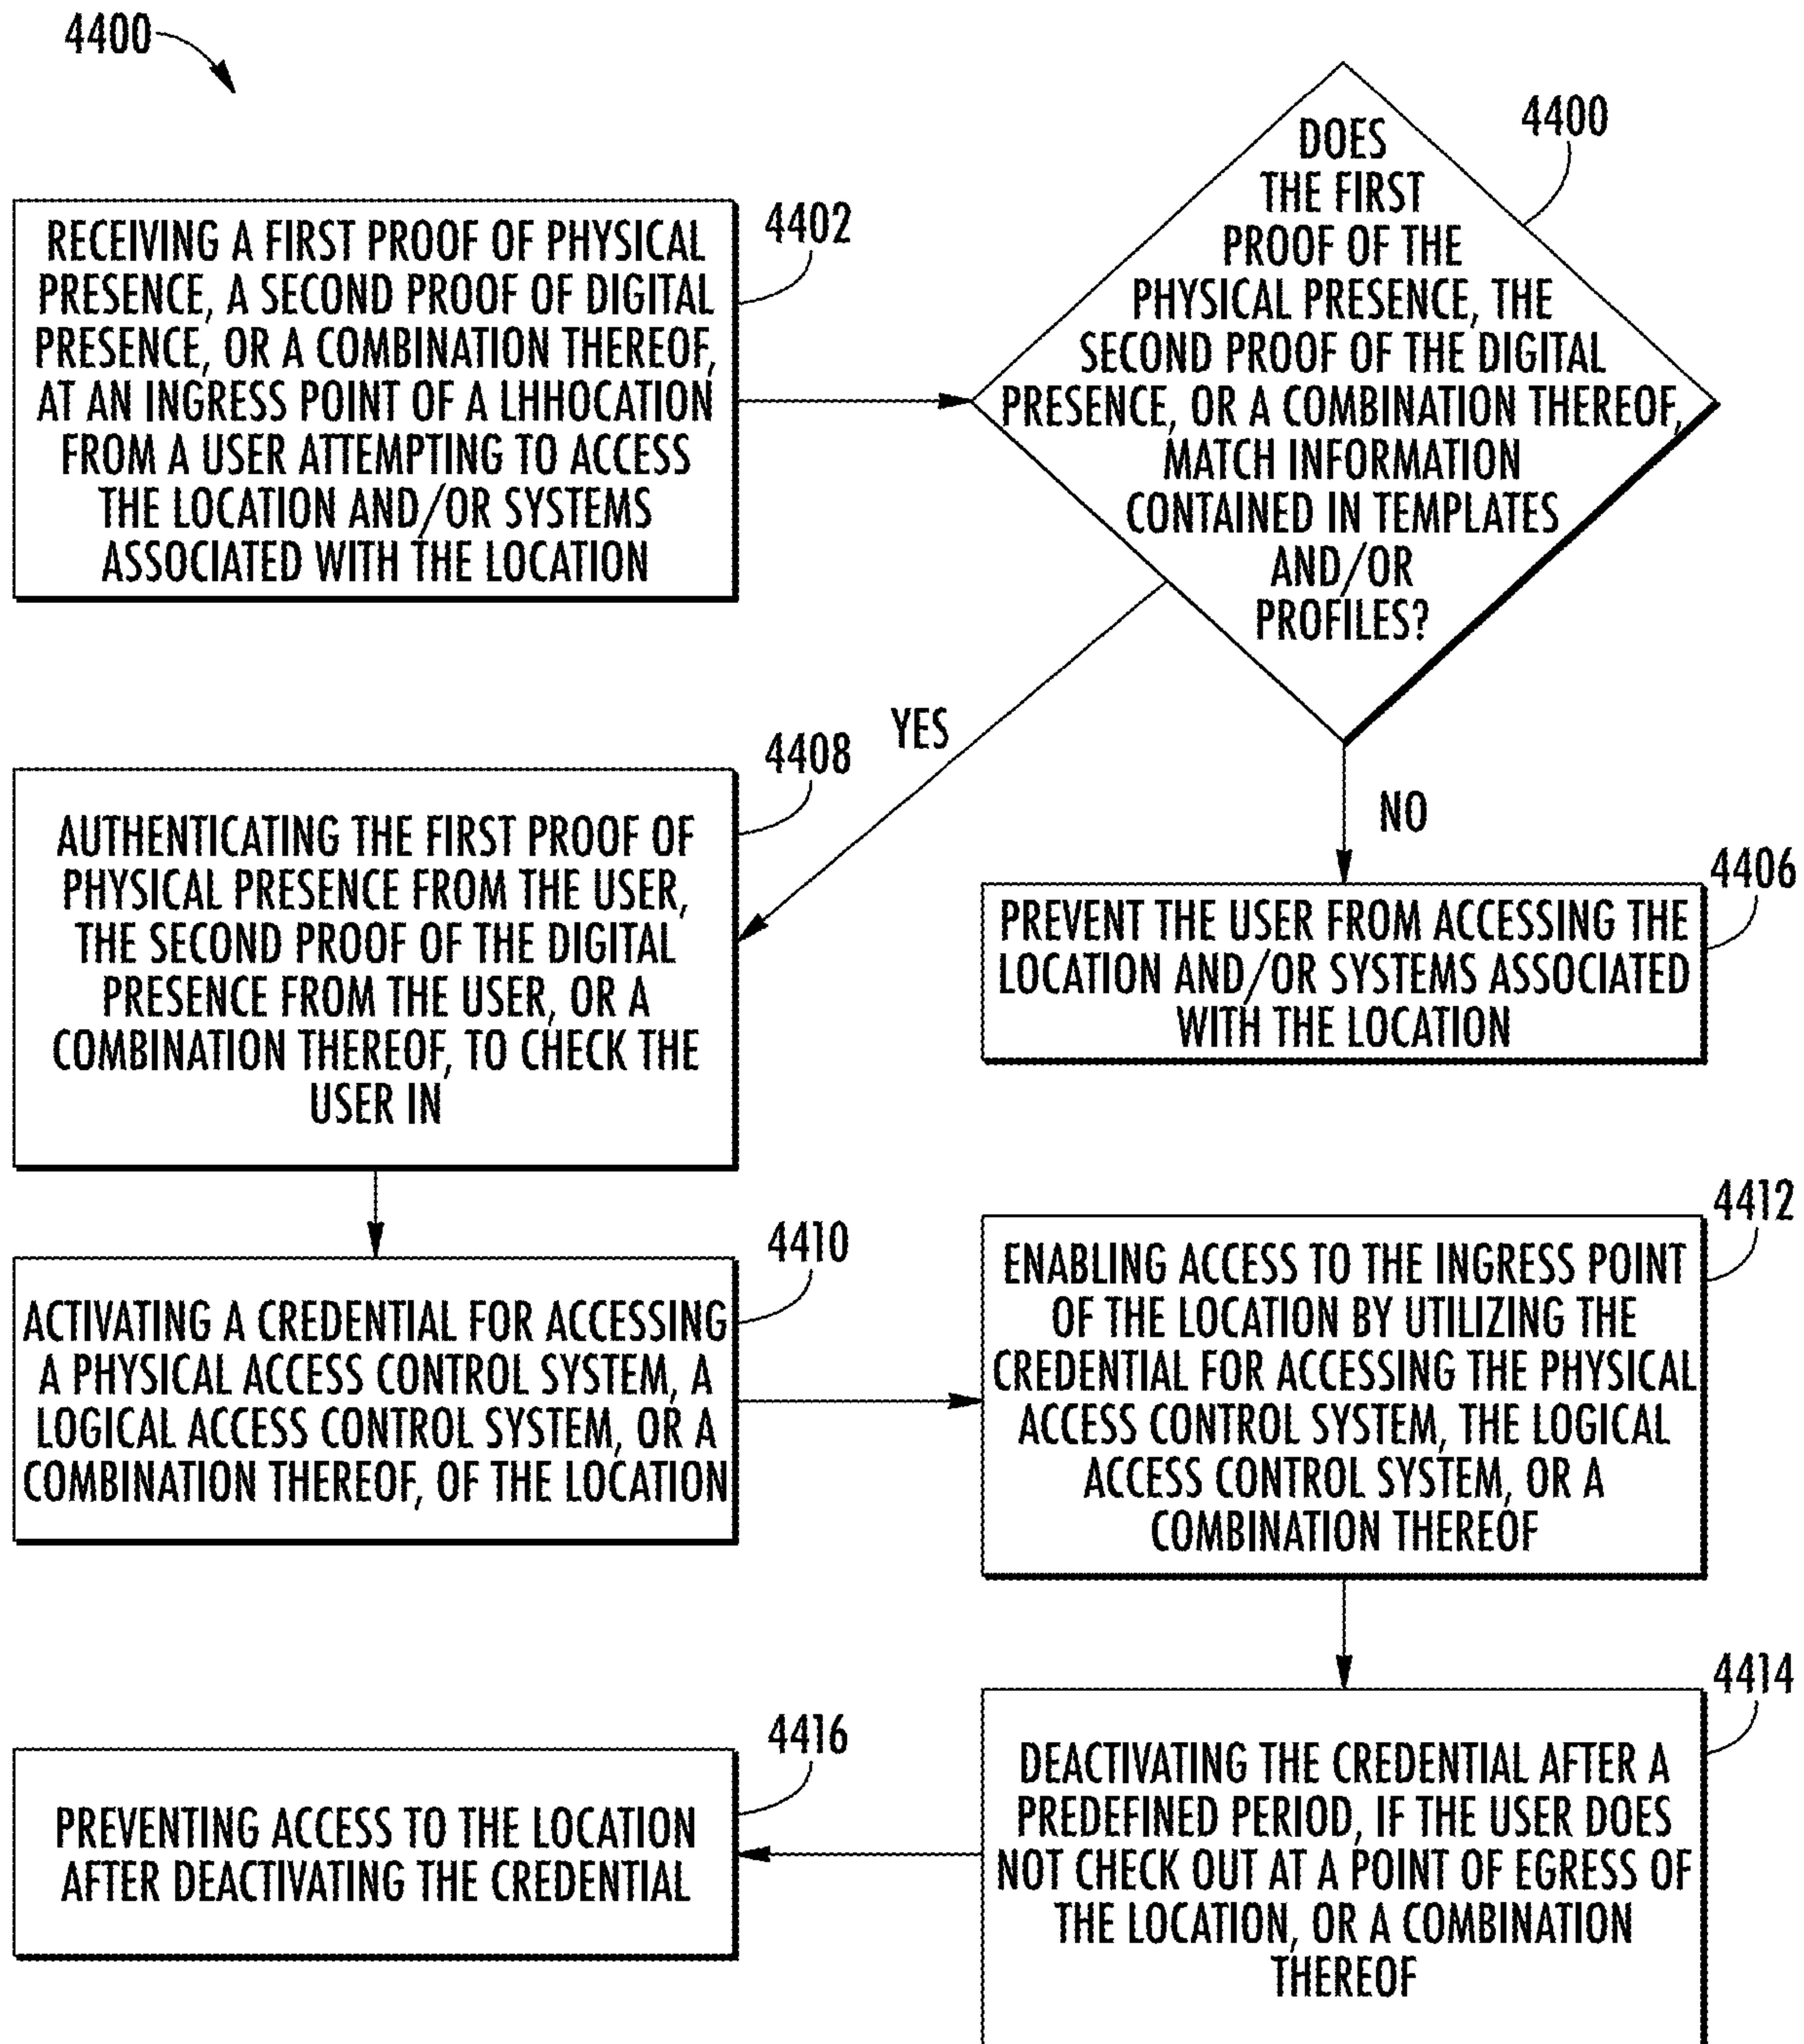 4400
4402
RECEIVING A FIRST PROOF OF PHYSICAL
PRESENCE, A SECOND PROOF OF DIGITAL
PRESENCE, OR A COMBINATION THEREOF,
AT AN INGRESS POINT OF A LHHOCATION
FROM A USER ATTEMPTING TO ACCESS
THE LOCATION AND/OR SYSTEMS
ASSOCIATED WITH THE LOCATION
4400
DOES
THE FIRST
PROOF OF THE
PHYSICAL PRESENCE, THE
SECOND PROOF OF THE DIGITAL
PRESENCE, OR A COMBINATION THEREOF,
MATCH INFORMATION
CONTAINED IN TEMPLATES
AND/OR
PROFILES?
YES
NO
4406
PREVENT THE USER FROM ACCESSING THE
LOCATION AND/OR SYSTEMS ASSOCIATED
WITH THE LOCATION
4408
AUTHENTICATING THE FIRST PROOF OF
PHYSICAL PRESENCE FROM THE USER,
THE SECOND PROOF OF THE DIGITAL
PRESENCE FROM THE USER, OR A
COMBINATION THEREOF, TO CHECK THE
USER IN
4410
ACTIVATING A CREDENTIAL FOR ACCESSING
A PHYSICAL ACCESS CONTROL SYSTEM, A
LOGICAL ACCESS CONTROL SYSTEM, OR A
COMBINATION THEREOF, OF THE LOCATION
4412
ENABLING ACCESS TO THE INGRESS POINT
OF THE LOCATION BY UTILIZING THE
CREDENTIAL FOR ACCESSING THE PHYSICAL
ACCESS CONTROL SYSTEM, THE LOGICAL
ACCESS CONTROL SYSTEM, OR A
COMBINATION THEREOF
4414
DEACTIVATING THE CREDENTIAL AFTER A
PREDEFINED PERIOD, IF THE USER DOES
NOT CHECK OUT AT A POINT OF EGRESS OF
THE LOCATION, OR A COMBINATION
THEREOF
4416
PREVENTING ACCESS TO THE LOCATION
AFTER DEACTIVATING THE CREDENTIAL